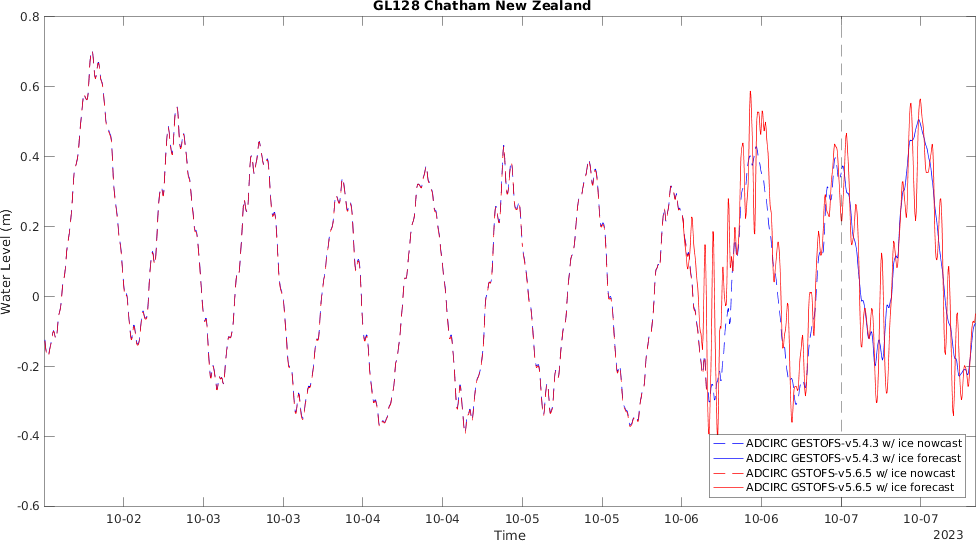 GL128 Chatham New Zealand
0.8
0.6
0.4
0.2
0
-0.2
-0.4
-0.6
Water Level (m)
ADCIRC GESTOFS-v5.4.3 w/ ice nowcast
ADCIRC GESTOFS-v5.4.3 w/ ice forecast
ADCIRC GSTOFS-v5.6.5 w/ ice nowcast
ADCIRC GSTOFS-v5.6.5 w/ ice forecast
10-02 10-03 10-03 10-04 10-04 10-05 10-05 10-06 10-06 10-07 10-07
Time
2023